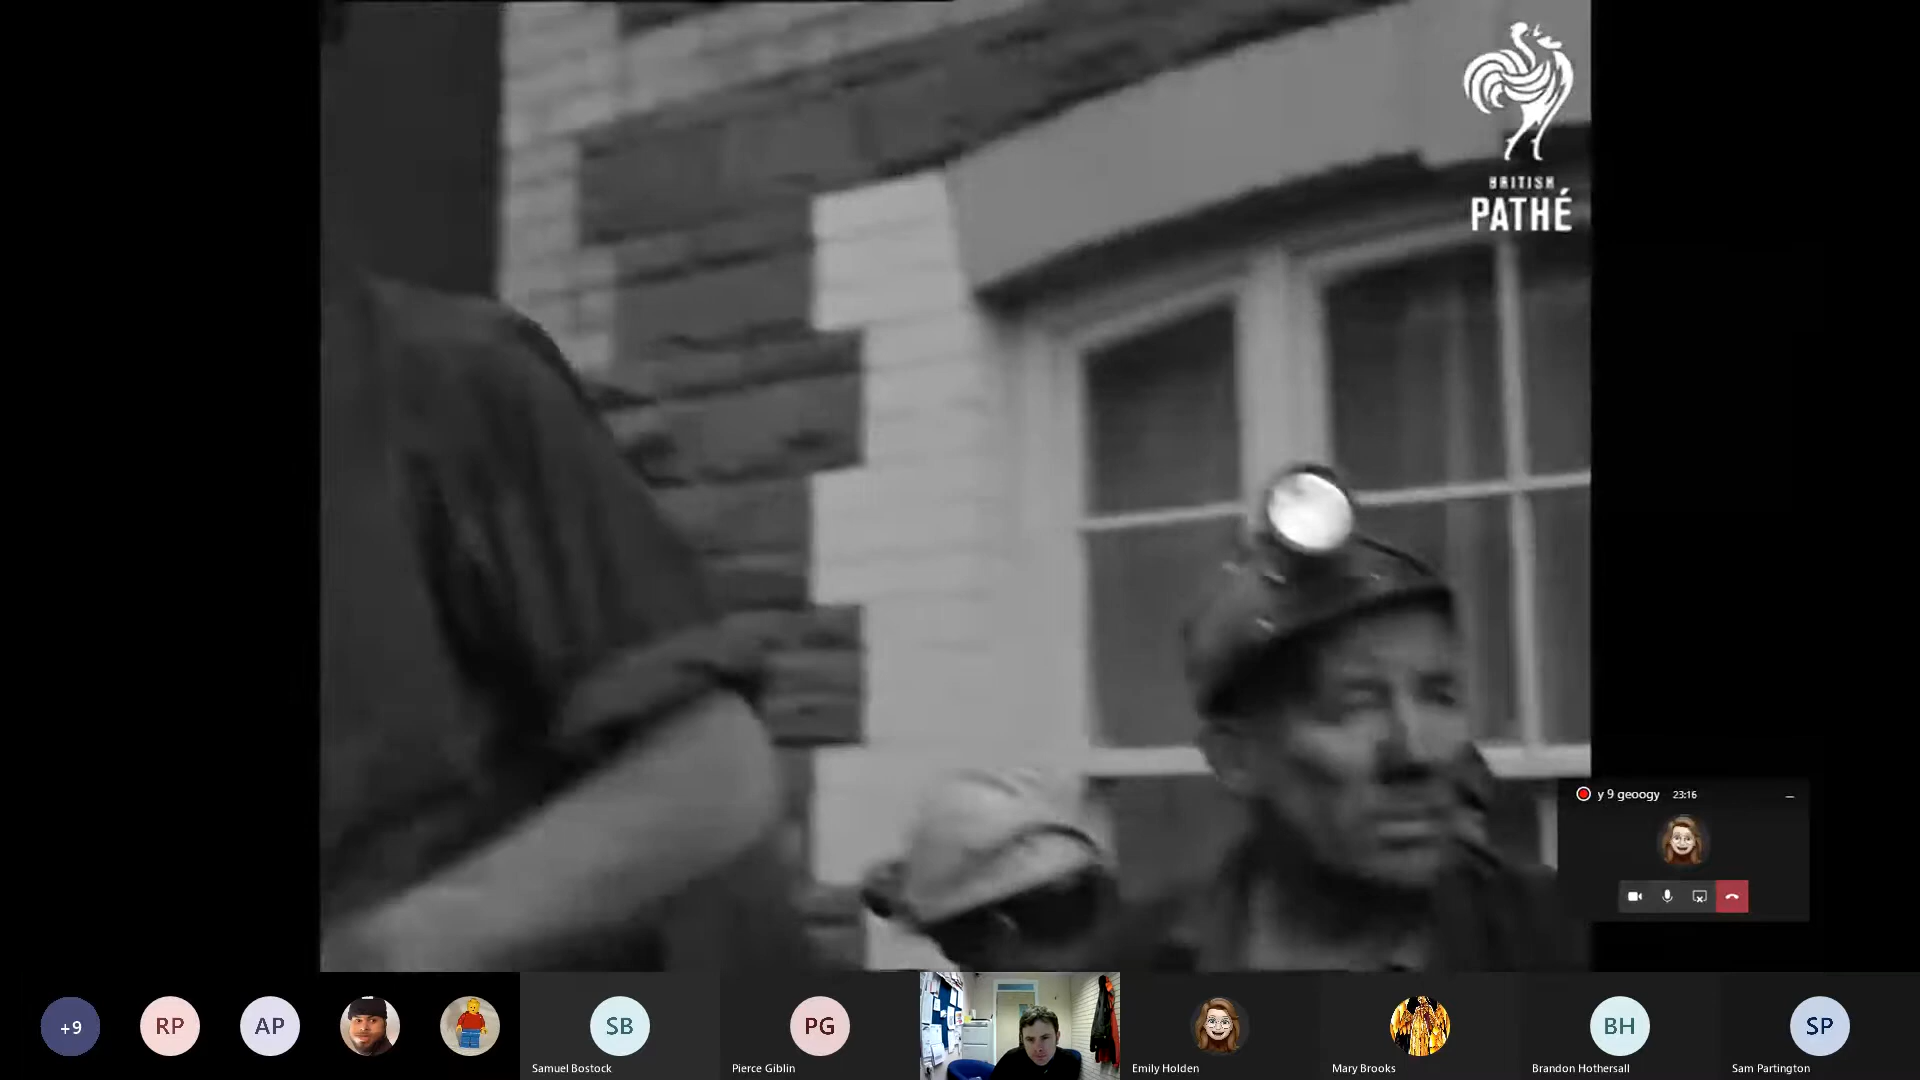 BRITISH
PATHÉ
y 9 geoogy 23:16
+9
RP
AP
SB
PG
BH
SP
Samuel Bostock
Pierce Giblin
Emily Holden
Mary Brooks
Brandon Hothersall
Sam Partington